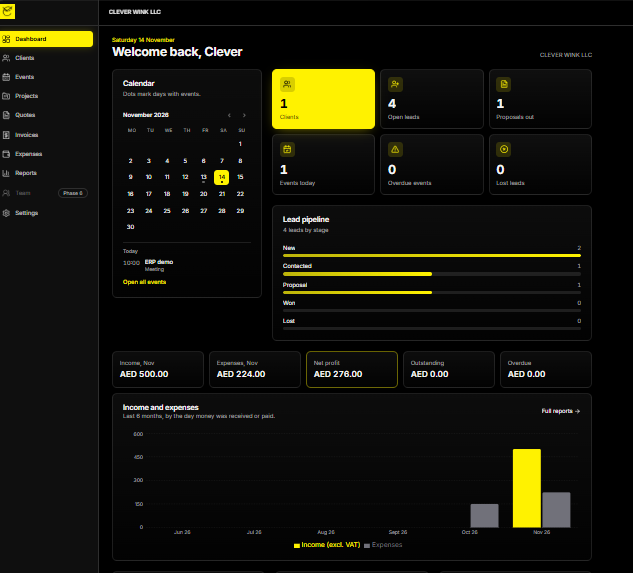 CLEVER WINK LLC
Dashboard
Clients
Events
Projects
Quotes
Invoices
Expenses
Reports
Team Phase 8
Settings
Saturday 14 November
Welcome back, Clever
CLEVER WINK LLC
Calendar
Dots mark days with events.
November 2026
MO TU WE TH FR SA SU
1
2 3 4 5 6 7 8
9 10 11 12 13 14 15
16 17 18 19 20 21 22
23 24 25 26 27 28 29
30
Today
10:00 ERP demo
Meeting
Open all events
1
Clients
4
Open leads
1
Proposals out
1
Events today
0
Overdue events
0
Lost leads
Lead pipeline
4 leads by stage
New 2
Contacted 1
Proposal 1
Won 0
Lost 0
Income, Nov
AED 500.00
Expenses, Nov
AED 224.00
Net profit
AED 276.00
Outstanding
AED 0.00
Overdue
AED 0.00
Income and expenses
Last 6 months, by the day money was received or paid.
Full reports →
600
450
300
150
0
Jun 26 Jul 26 Aug 26 Sept 26 Oct 26 Nov 26
Income (excl. VAT) Expenses